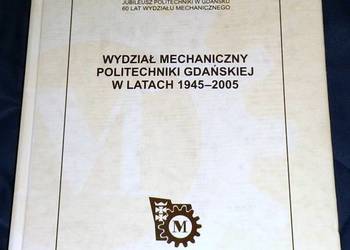 JUBILEUSZ POLITECHNIKI W GDAŃSKU
60 LAT WYDZIAŁU MECHANICZNEGO
WYDZIAŁ MECHANICZNY
POLITECHNIKI GDAŃSKIEJ
W LATACH 1945–2005
M